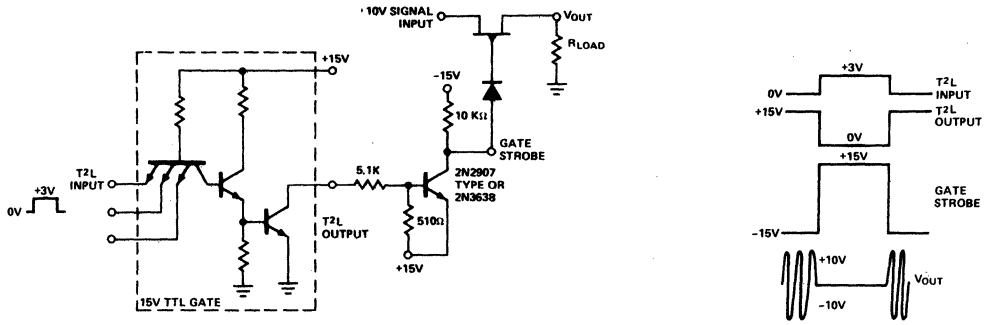 10V SIGNAL
INPUT
VOUT
RLOAD
+15V
-15V
10 KΩ
GATE
STROBE
T²L
INPUT
+3V
0V
5.1K
2N2907
TYPE OR
2N3638
510Ω
+15V
T²L
OUTPUT
15V TTL GATE
+3V
0V
T²L
INPUT
+15V
T²L
OUTPUT
0V
+15V
GATE
STROBE
-15V
+10V
VOUT
-10V